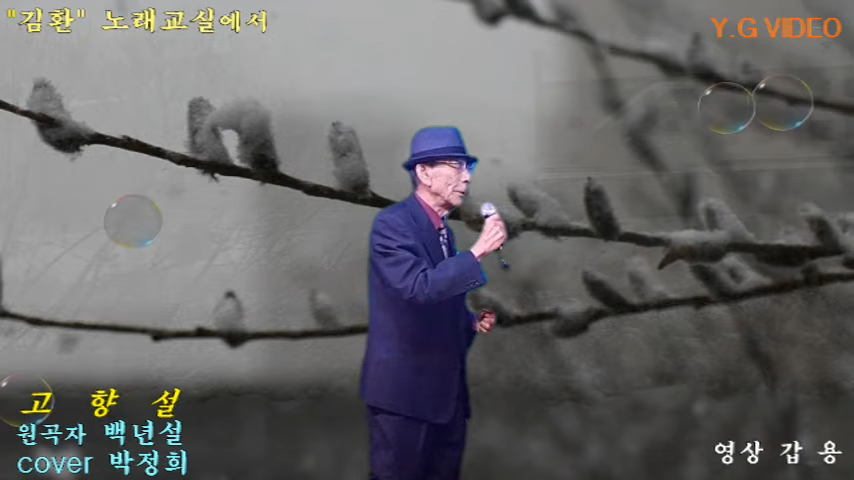 "김환" 노래교실에서
Y.G VIDEO
고 향 설
원곡자 백년설
cover 박정희
영상 갑 용